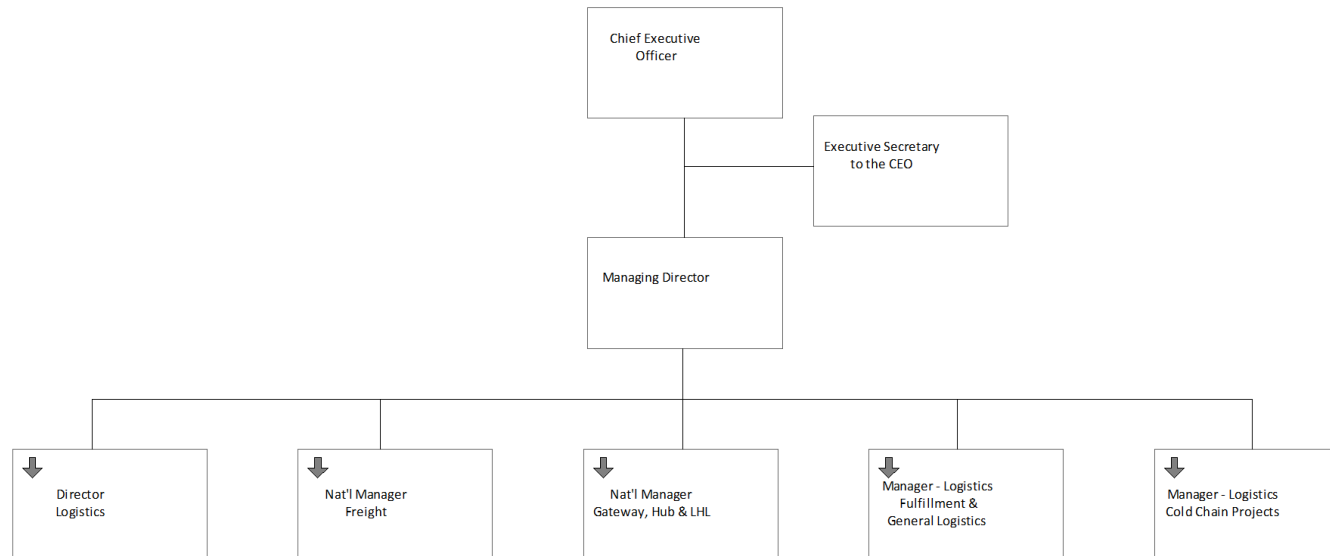 Chief Executive
Officer
Executive Secretary
to the CEO
Managing Director
Director
Logistics
Nat'l Manager
Freight
Nat'l Manager
Gateway, Hub & LHL
Manager - Logistics
Fulfillment &
General Logistics
Manager - Logistics
Cold Chain Projects